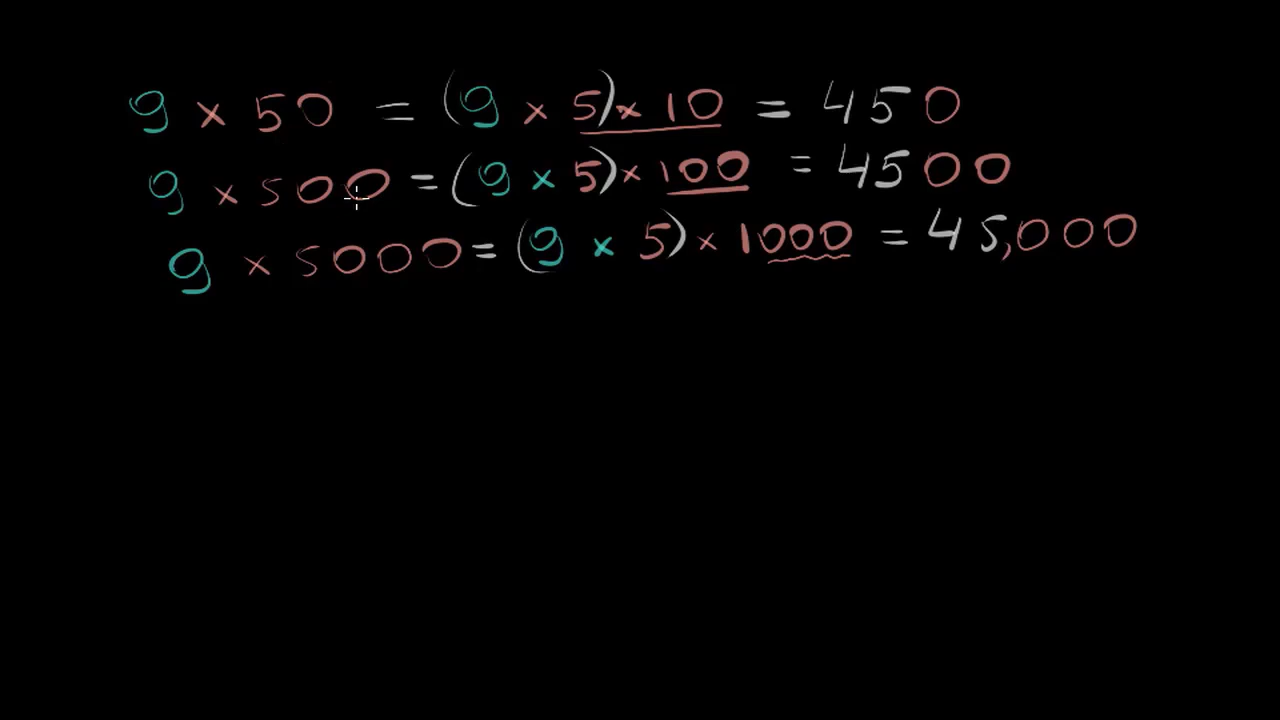 9 × 50 = (9 × 5) × 10 = 450
9 × 500 = (9 × 5) × 100 = 4500
9 × 5000 = (9 × 5) × 1000 = 45,000